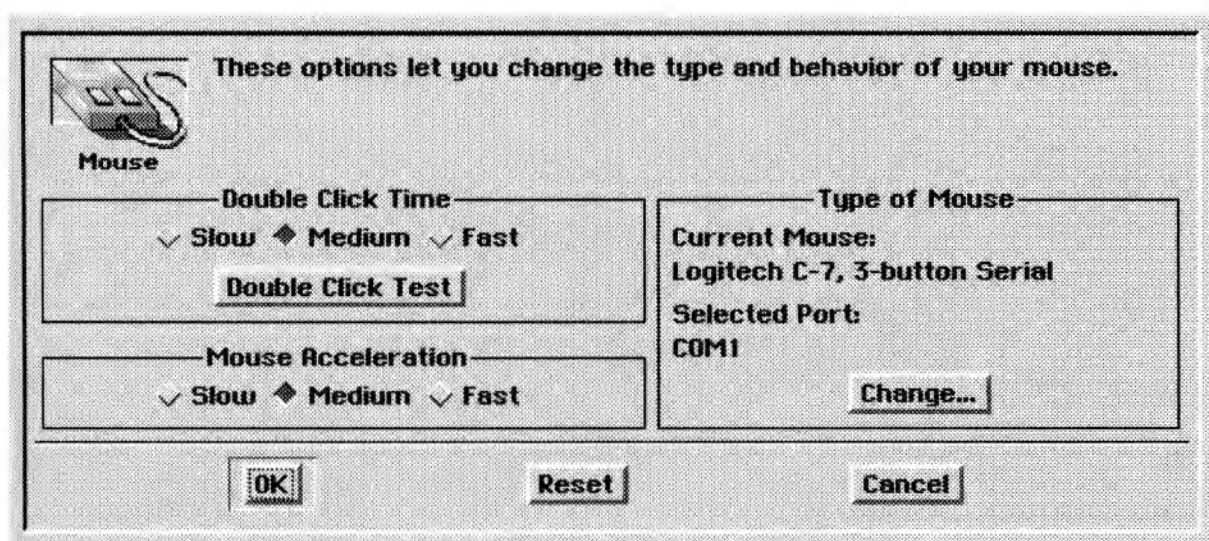 These options let you change the type and behavior of your mouse.
Mouse
Double Click Time
Slow Medium Fast
Double Click Test
Mouse Acceleration
Slow Medium Fast
Type of Mouse
Current Mouse:
Logitech C-7, 3-button Serial
Selected Port:
COM1
Change...
OK Reset Cancel